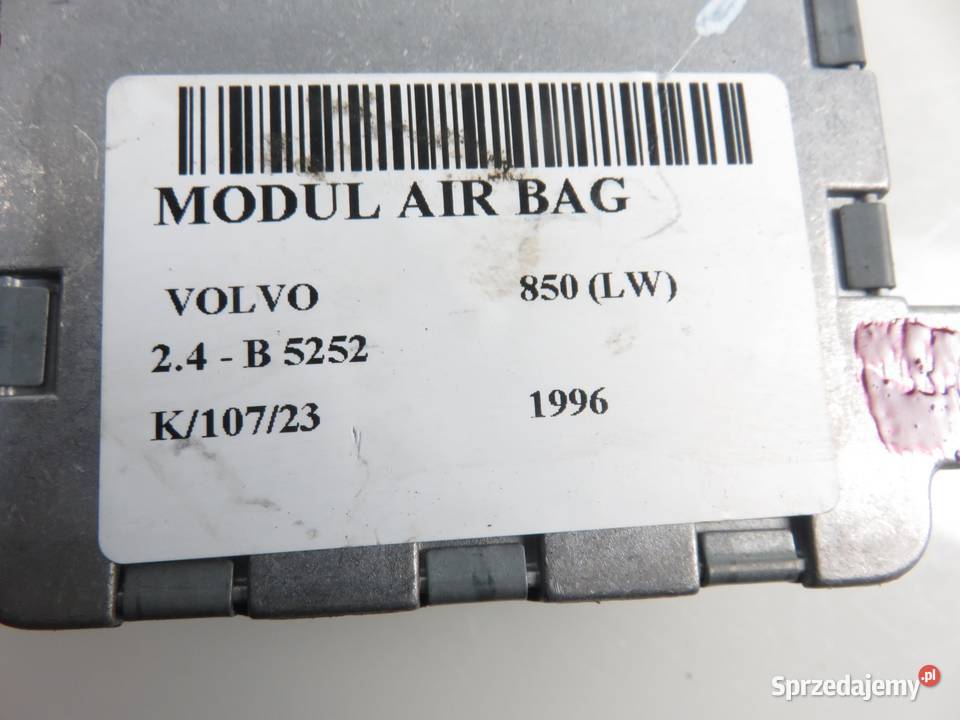 MODUL AIR BAG
VOLVO 850 (LW)
2.4 - B 5252
K/107/23 1996
Sprzedajemy.pl